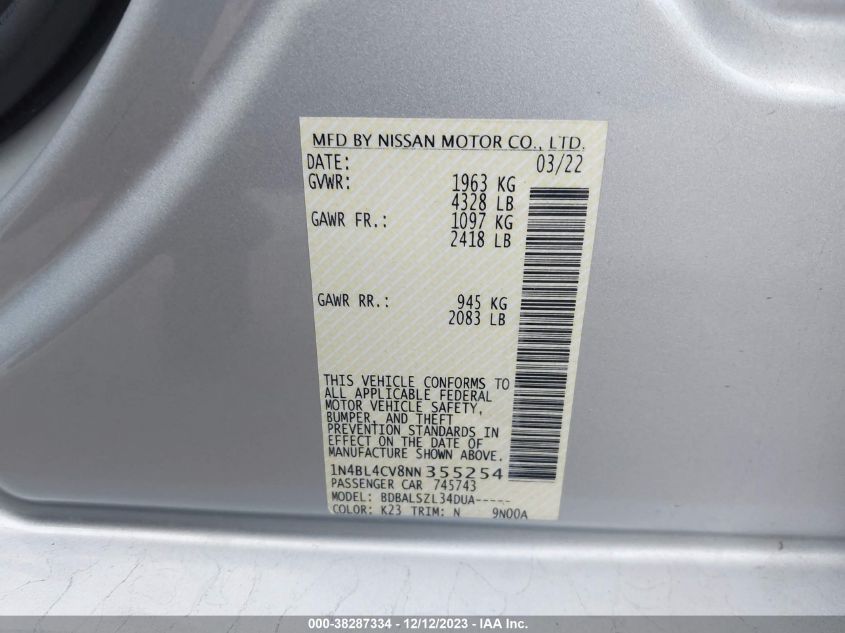 MFD BY NISSAN MOTOR CO., LTD.
DATE: 03/22
GVWR: 1963 KG
4328 LB
GAWR FR.: 1097 KG
2418 LB
GAWR RR.: 945 KG
2083 LB
THIS VEHICLE CONFORMS TO
ALL APPLICABLE FEDERAL
MOTOR VEHICLE SAFETY,
BUMPER, AND THEFT
PREVENTION STANDARDS IN
EFFECT ON THE DATE OF
MANUFACTURE SHOWN ABOVE.
1N4BL4CV8NN355254
PASSENGER CAR 745743
MODEL: BDBALSZL34DUA-----
COLOR: K23 TRIM: N 9N00A
000-38287334 - 12/12/2023 - IAA Inc.